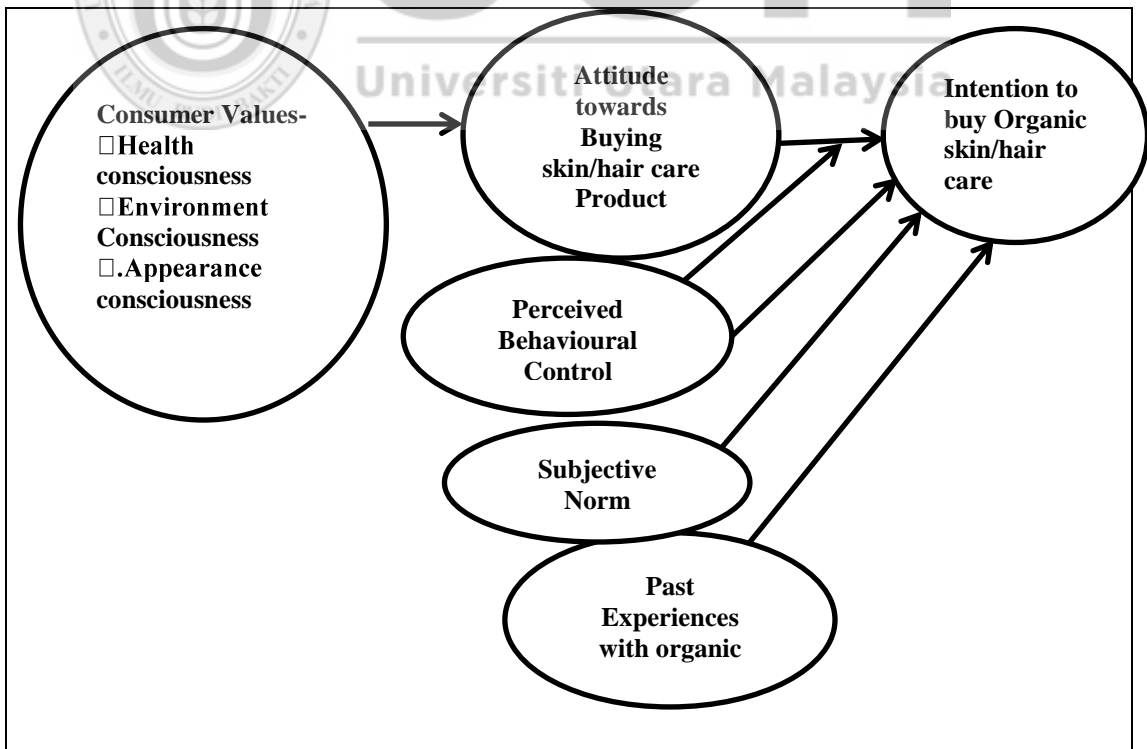 Universiti Utara Malaysia
Consumer Values-
□Health
consciousness
□Environment
Consciousness
□.Appearance
consciousness
Attitude
towards
Buying
skin/hair care
Product
Intention to
buy Organic
skin/hair
care
Perceived
Behavioural
Control
Subjective
Norm
Past
Experiences
with organic